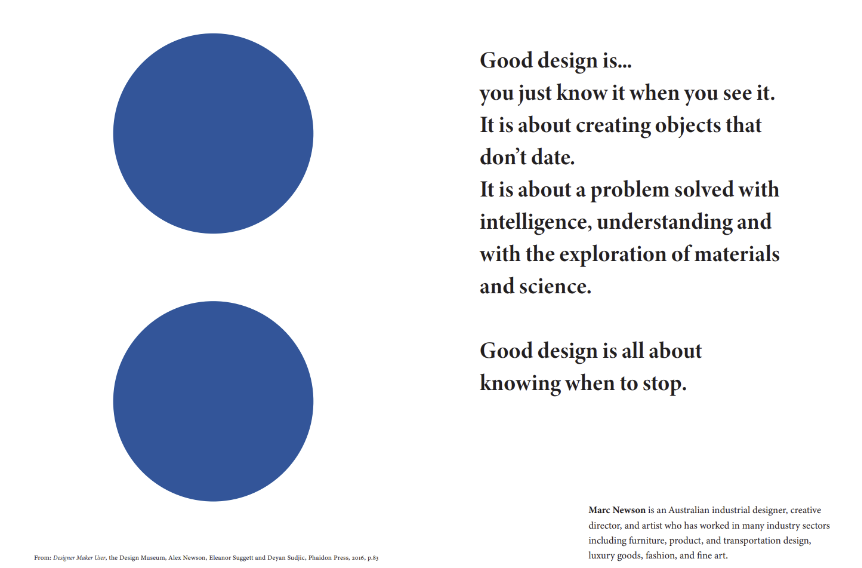 Good design is...
you just know it when you see it.
It is about creating objects that
don’t date.
It is about a problem solved with
intelligence, understanding and
with the exploration of materials
and science.
Good design is all about
knowing when to stop.
Marc Newson is an Australian industrial designer, creative
director, and artist who has worked in many industry sectors
including furniture, product, and transportation design,
luxury goods, fashion, and fine art.
From: Designer Maker User, the Design Museum, Alex Newson, Eleanor Suggett and Deyan Sudjic, Phaidon Press, 2016, p.83